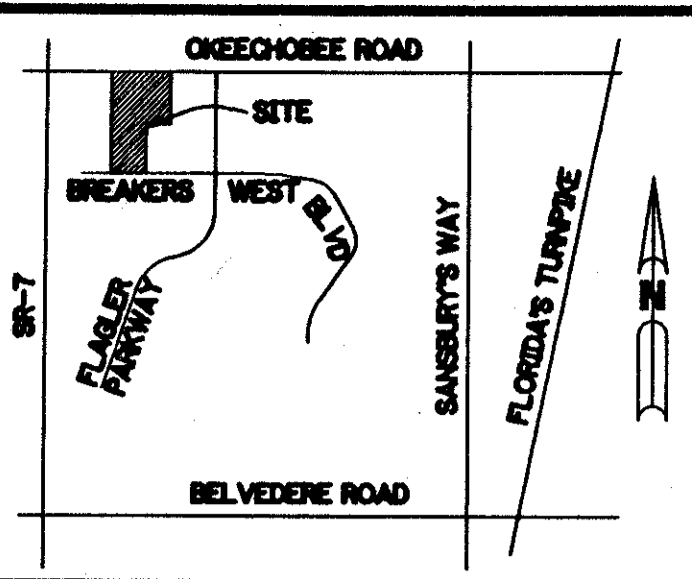 OKEECHOBEE ROAD
SITE
BREAKERS WEST BLVD
SR-7
FLAGLER
PARKWAY
SANSBURY'S WAY
FLORIDA'S TURNPIKE
N
BELVEDERE ROAD